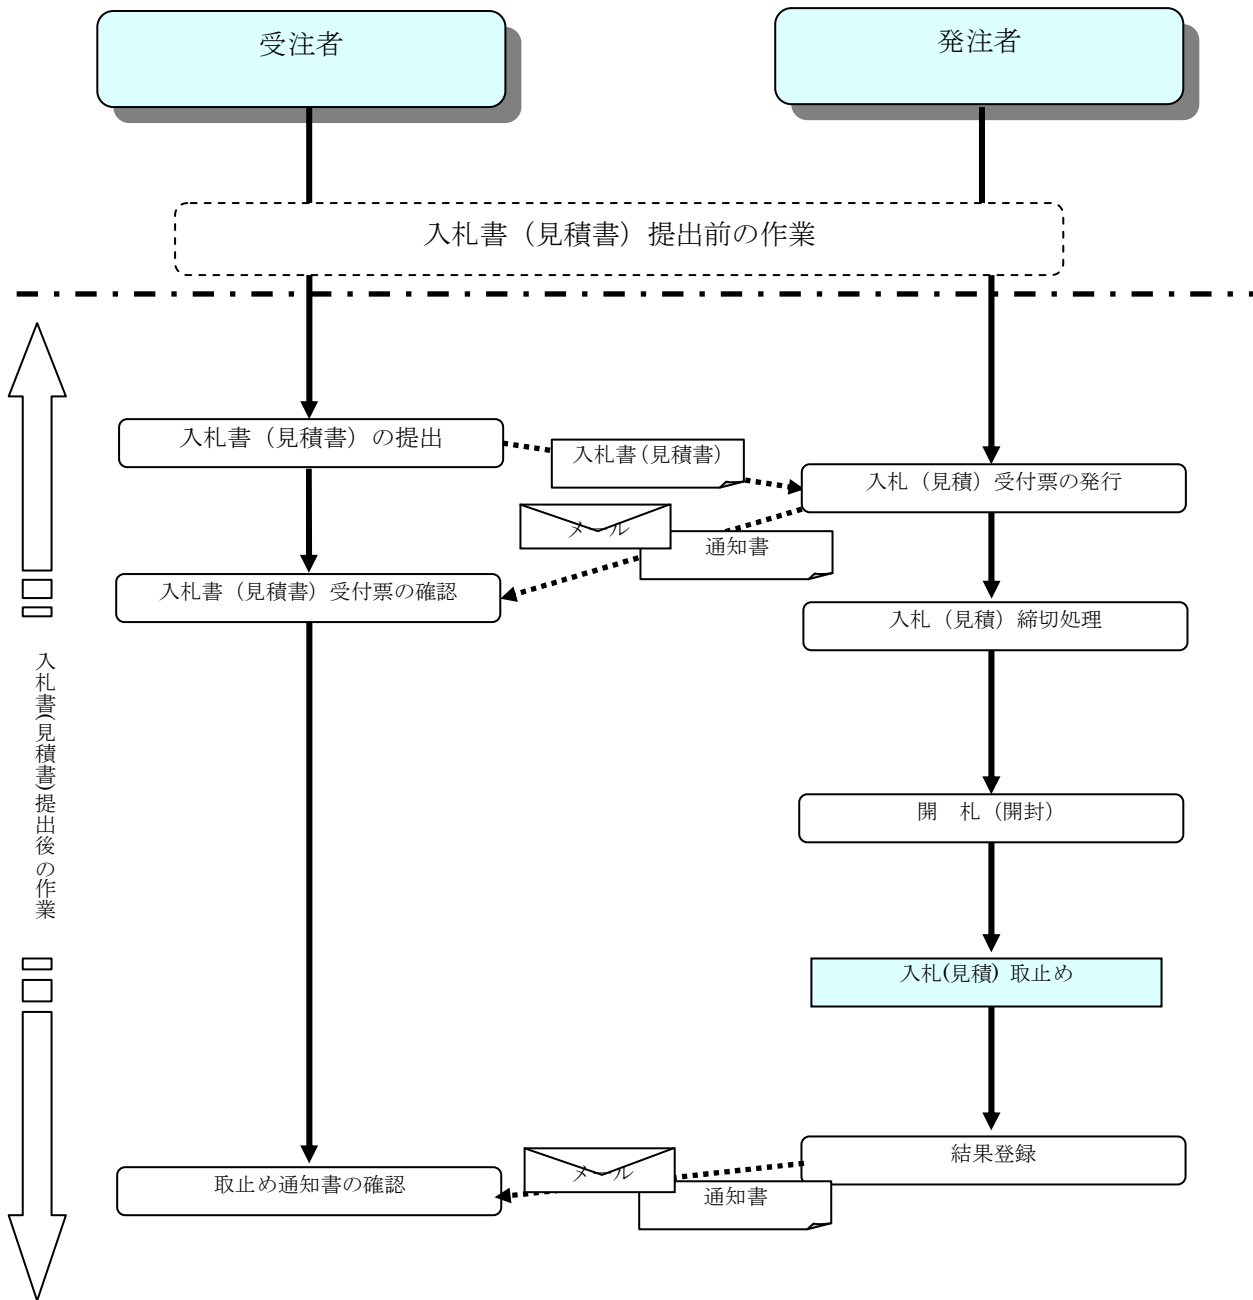 受注者
発注者
入札書（見積書）提出前の作業
入札書（見積書）の提出
入札書（見積書）
入札（見積）受付票の発行
メール
通知書
入札書（見積書）受付票の確認
入札（見積）締切処理
入札書(見積書)提出後の作業
開　札（開封）
入札(見積) 取止め
結果登録
メール
取止め通知書の確認
通知書